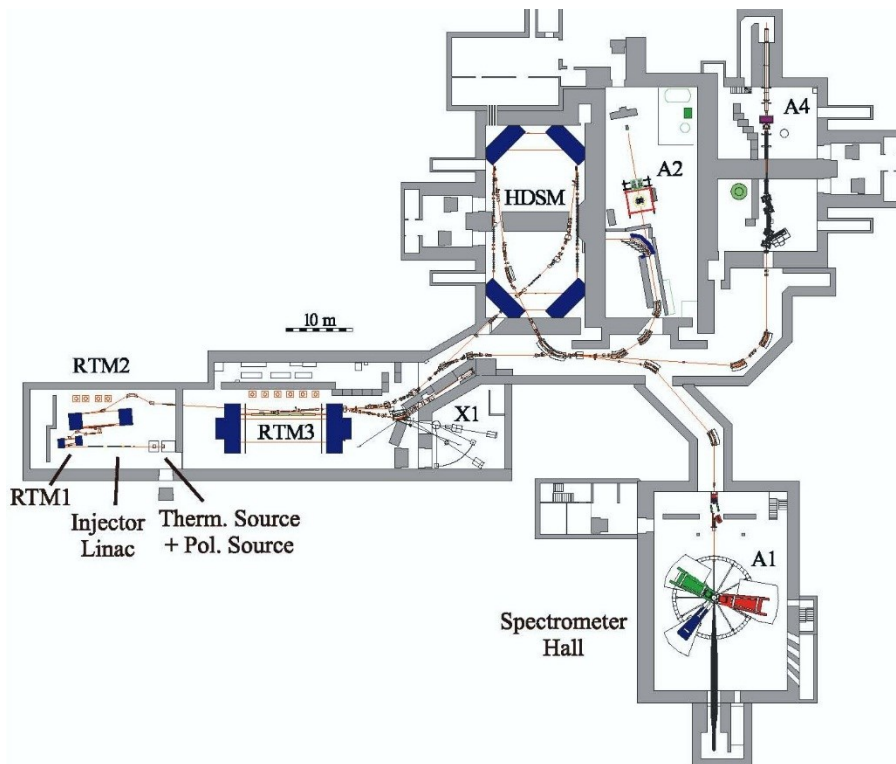 A4
A2
HDSM
10 m
RTM2
X1
RTM3
RTM1
Injector
Linac
Therm. Source
+ Pol. Source
A1
Spectrometer
Hall